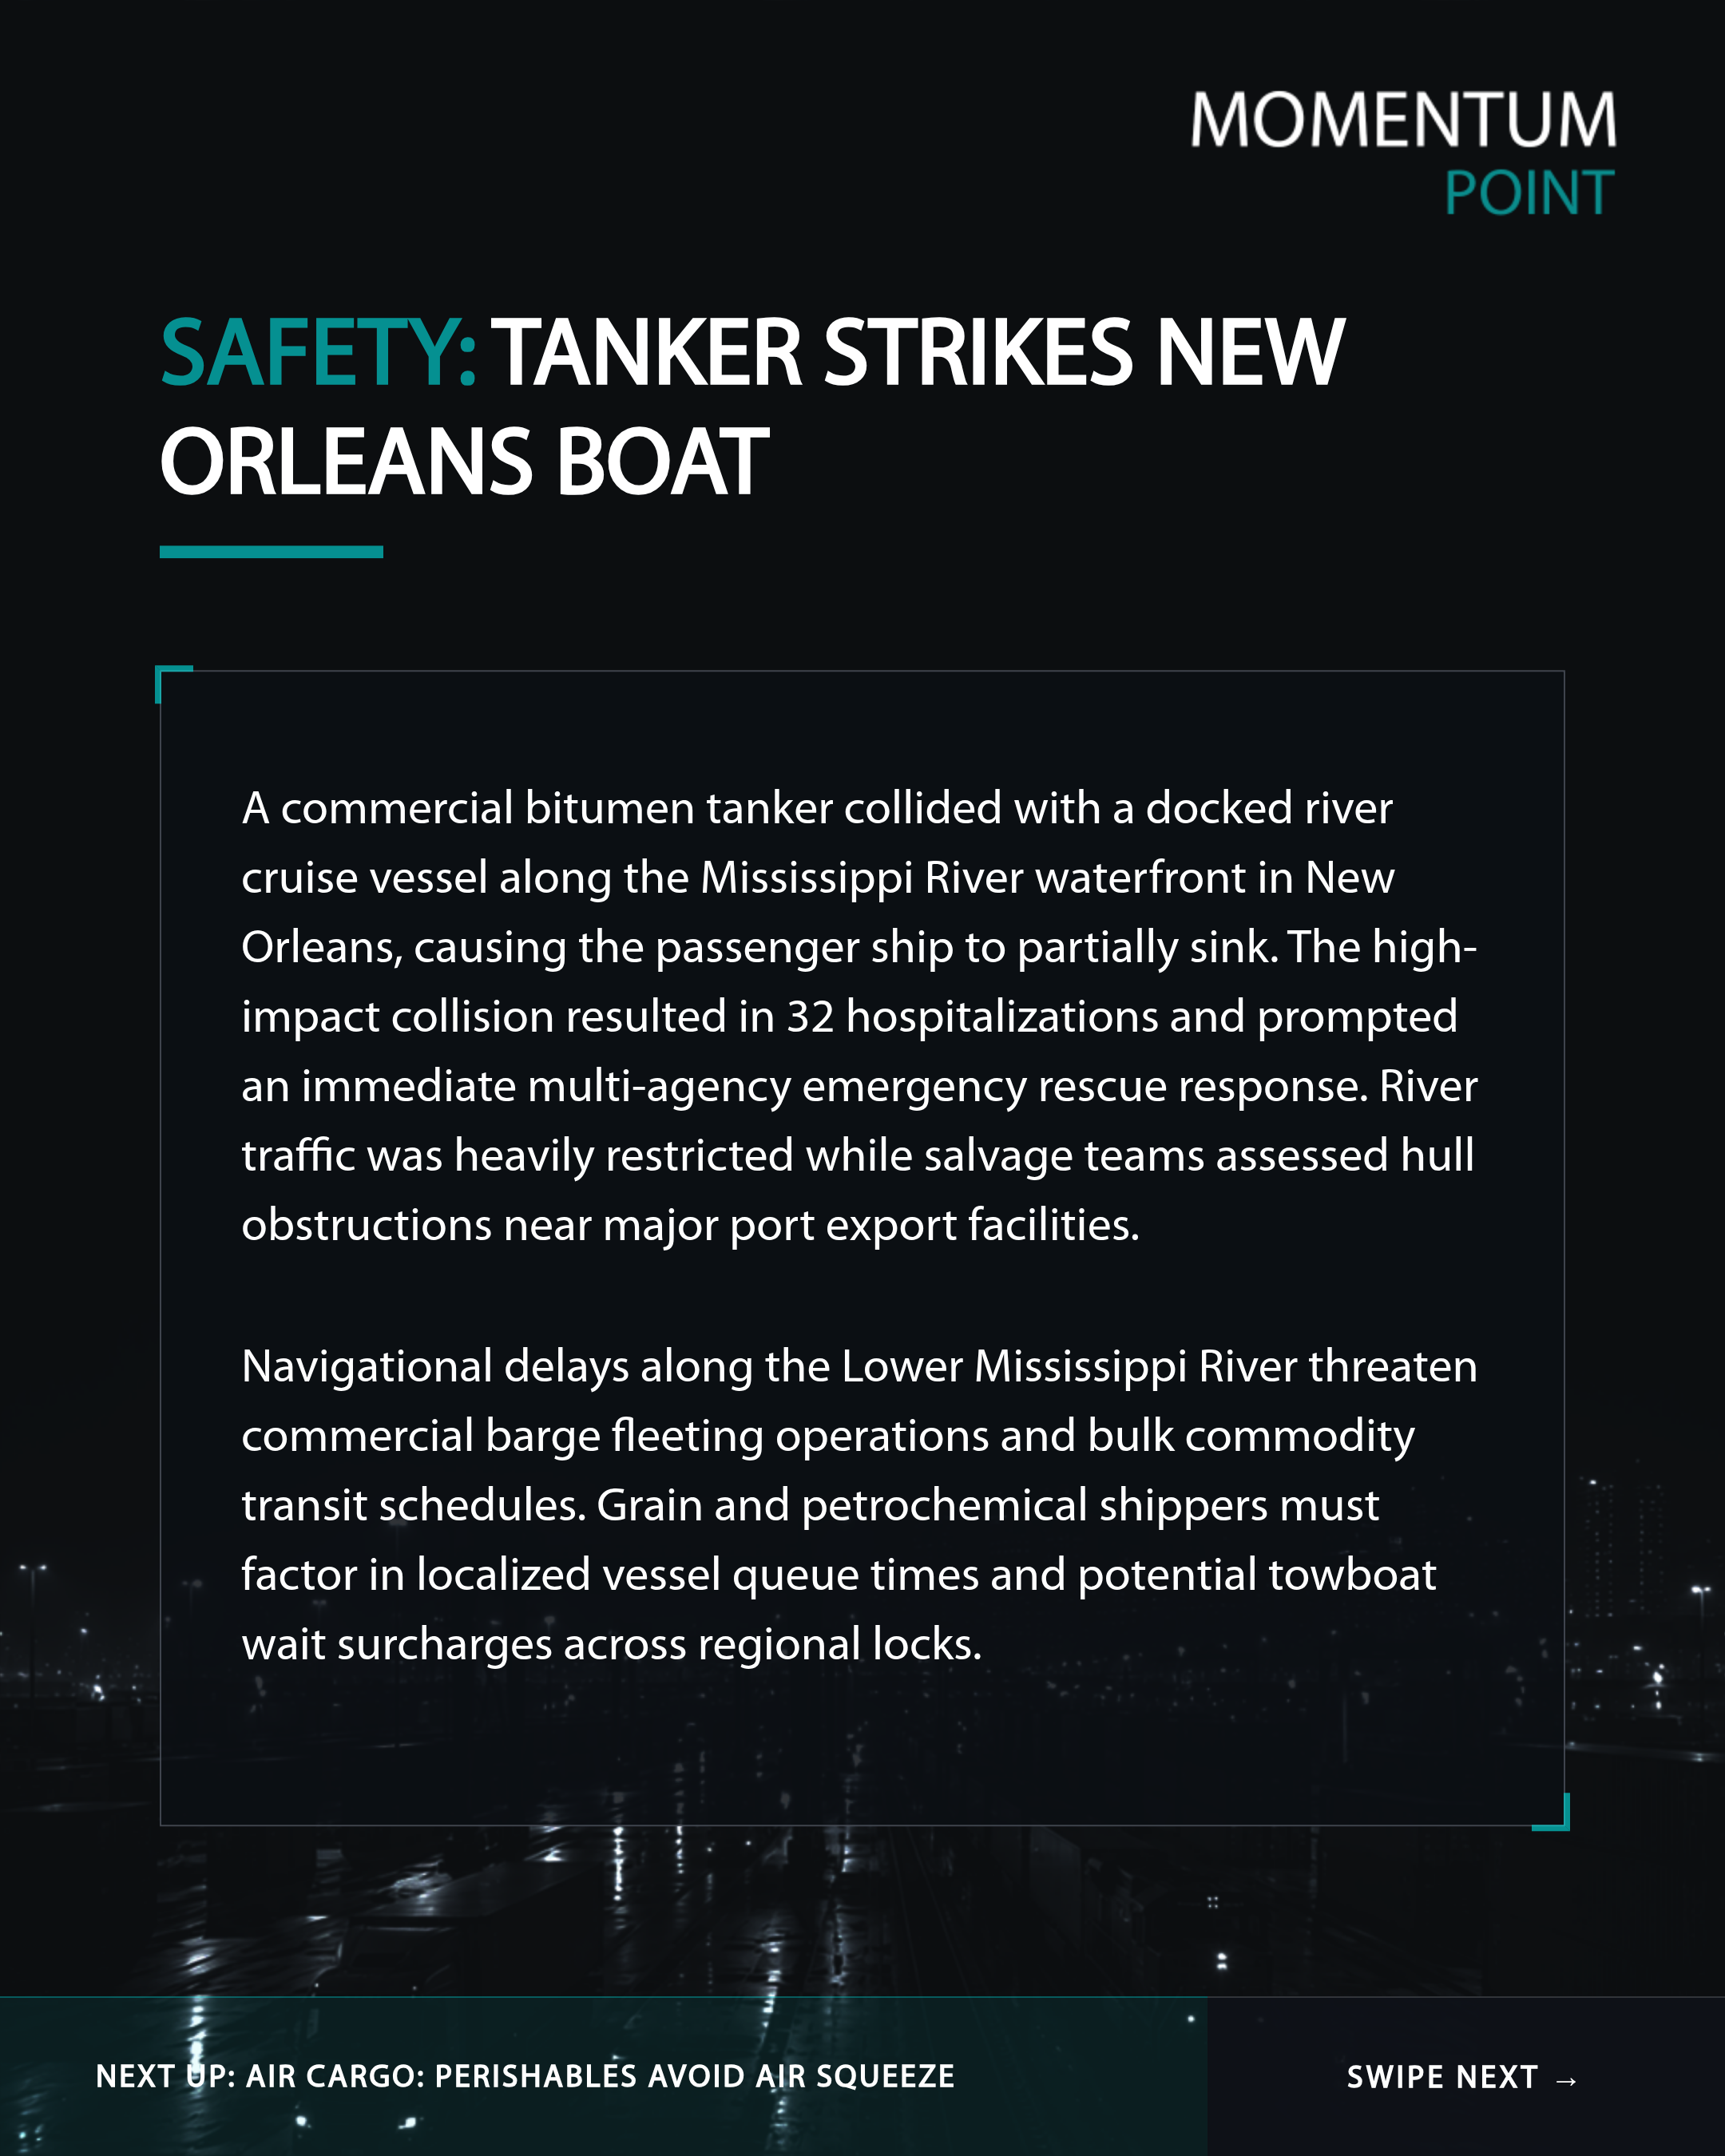 MOMENTUM
POINT
SAFETY: TANKER STRIKES NEW
ORLEANS BOAT
A commercial bitumen tanker collided with a docked river
cruise vessel along the Mississippi River waterfront in New
Orleans, causing the passenger ship to partially sink. The high-
impact collision resulted in 32 hospitalizations and prompted
an immediate multi-agency emergency rescue response. River
traffic was heavily restricted while salvage teams assessed hull
obstructions near major port export facilities.
Navigational delays along the Lower Mississippi River threaten
commercial barge fleeting operations and bulk commodity
transit schedules. Grain and petrochemical shippers must
factor in localized vessel queue times and potential towboat
wait surcharges across regional locks.
NEXT UP: AIR CARGO: PERISHABLES AVOID AIR SQUEEZE
SWIPE NEXT →